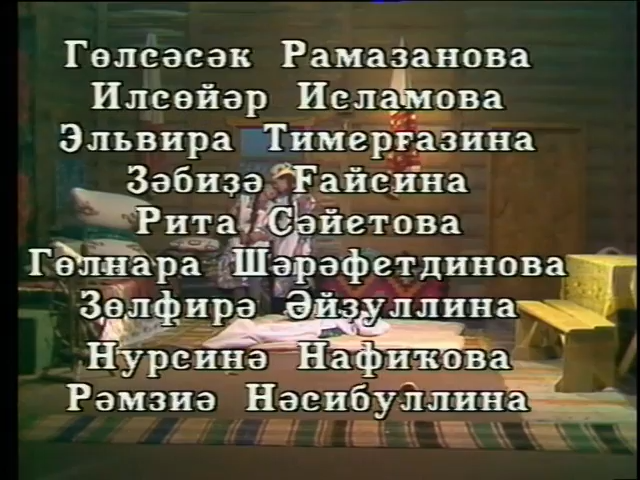 Гөлсәсәк Рамазанова
Илсөйәр Исламова
Эльвира Тимерғазина
Зәбиҙә Ғайсина
Рита Сәйетова
Гөлнара Шәрәфетдинова
Зөлфирә Әйзуллина
Нурсинә Нафиҡова
Рәмзиә Нәсибуллина